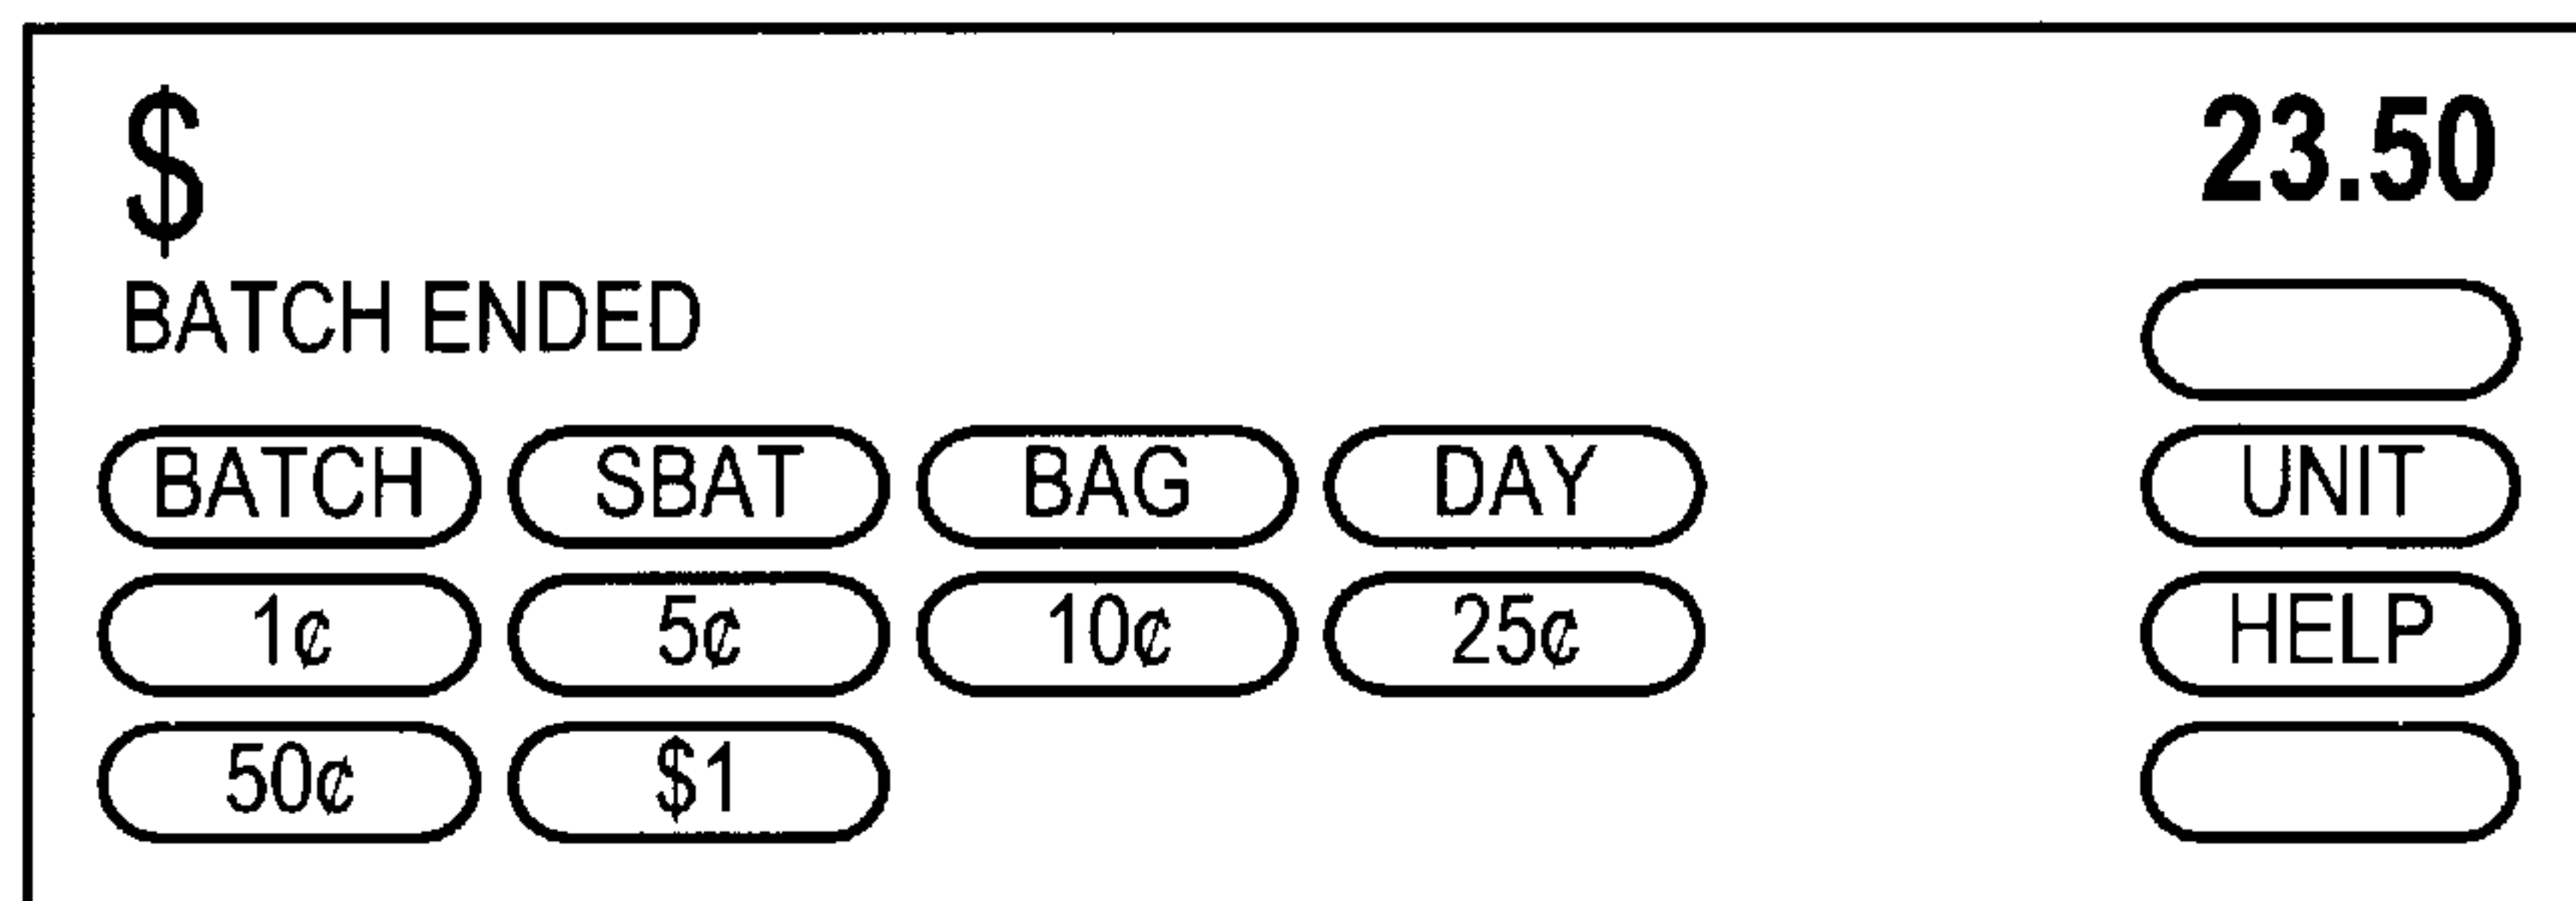 $ 23.50
BATCH ENDED
BATCH SBAT BAG DAY UNIT
1¢ 5¢ 10¢ 25¢ HELP
50¢ $1